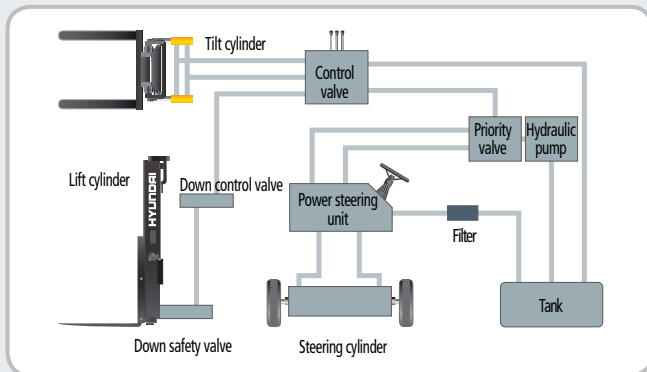 Tilt cylinder
Control
valve
Priority
valve
Hydraulic
pump
Lift cylinder
HYUNDAI
Down control valve
Power steering
unit
Filter
Tank
Down safety valve
Steering cylinder